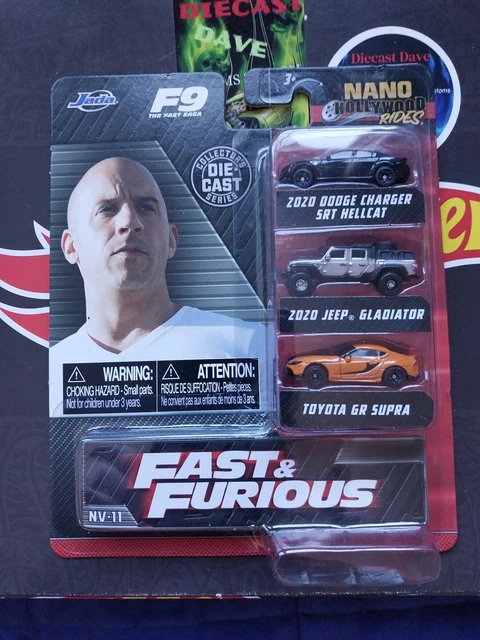 DIECAST
DAVE
Diecast Dave
Jada
F9
THE FAST SAGA
3+
NANO
HOLLYWOOD
RIDES
COLLECTOR'S
DIE
CAST
SERIES
2020 DODGE CHARGER
SRT HELLCAT
2020 JEEP® GLADIATOR
TOYOTA GR SUPRA
WARNING:
CHOKING HAZARD - Small parts.
Not for children under 3 years.
ATTENTION:
RISQUE DE SUFFOCATION - Petites pièces.
Ne convient pas aux enfants de moins de 3 ans.
FAST &
FURIOUS
NV-11